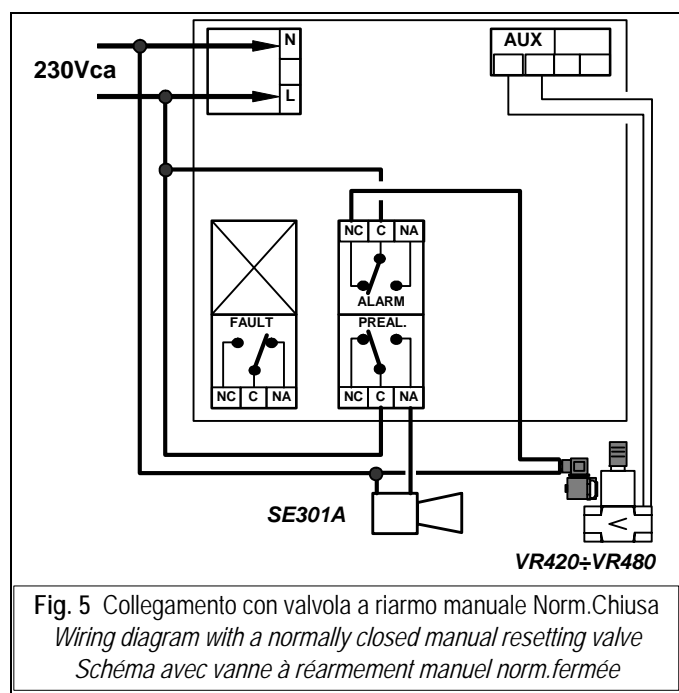 N
AUX
230Vca
L
NC C NA
ALARM
FAULT
PREAL.
NC C NA
NC C NA
SE301A
VR420÷VR480
Fig. 5 Collegamento con valvola a riarmo manuale Norm.Chiusa
Wiring diagram with a normally closed manual resetting valve
Schéma avec vanne à réarmement manuel norm.fermée